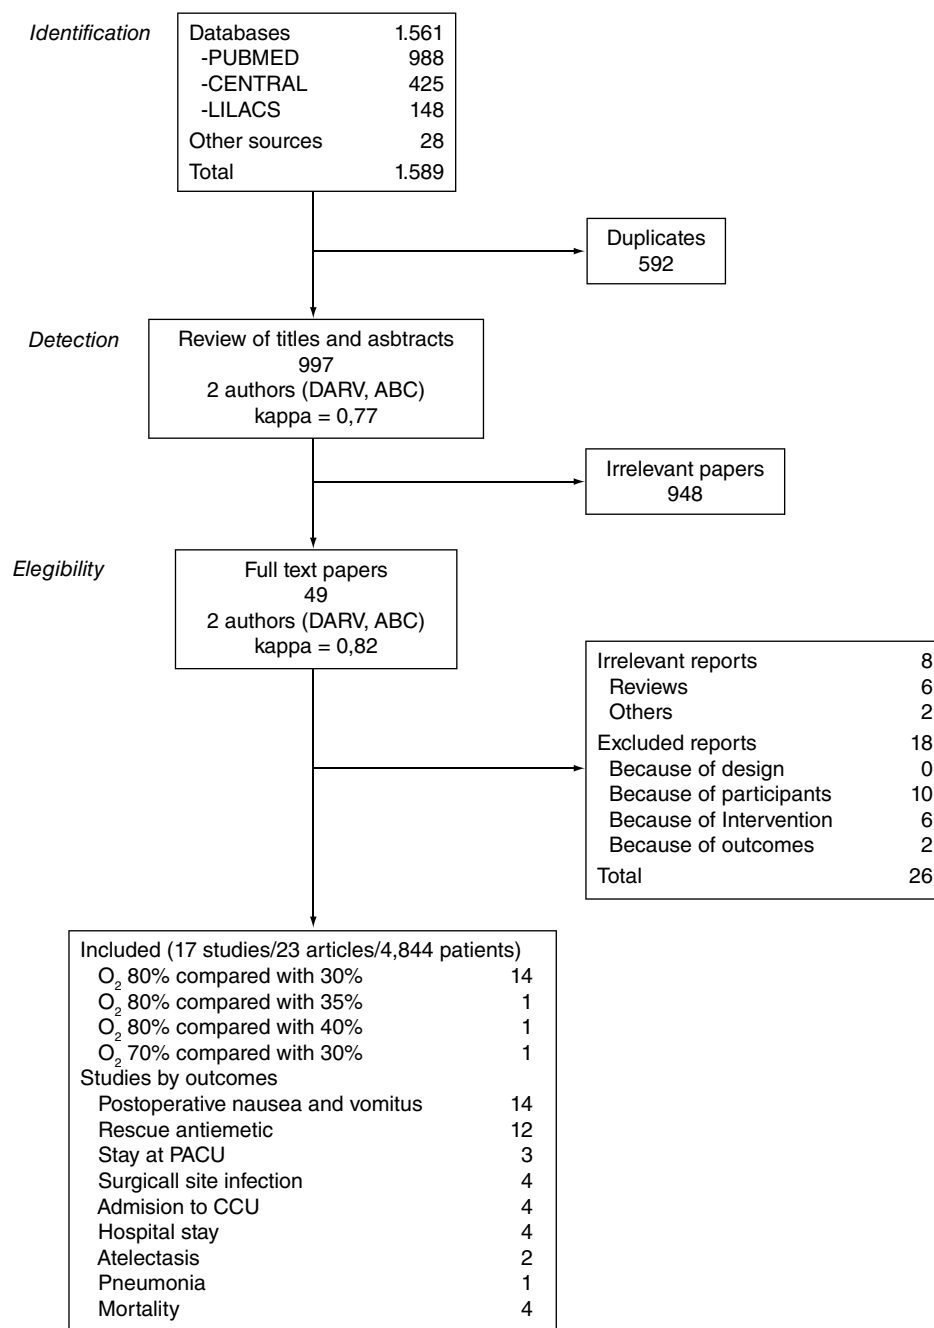 Identification
Databases 1.561
-PUBMED 988
-CENTRAL 425
-LILACS 148
Other sources 28
Total 1.589
Duplicates
592
Detection
Review of titles and asbtracts
997
2 authors (DARV, ABC)
kappa = 0,77
Irrelevant papers
948
Elegibility
Full text papers
49
2 authors (DARV, ABC)
kappa = 0,82
Irrelevant reports 8
Reviews 6
Others 2
Excluded reports 18
Because of design 0
Because of participants 10
Because of Intervention 6
Because of outcomes 2
Total 26
Included (17 studies/23 articles/4,844 patients)
O₂ 80% compared with 30% 14
O₂ 80% compared with 35% 1
O₂ 80% compared with 40% 1
O₂ 70% compared with 30% 1
Studies by outcomes
Postoperative nausea and vomitus 14
Rescue antiemetic 12
Stay at PACU 3
Surgicall site infection 4
Admision to CCU 4
Hospital stay 4
Atelectasis 2
Pneumonia 1
Mortality 4